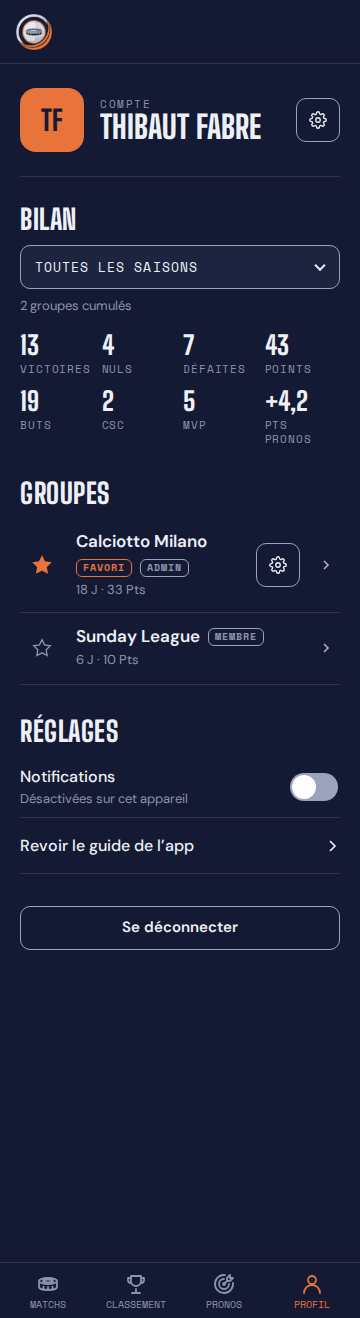 TF
COMPTE
THIBAUT FABRE
BILAN
TOUTES LES SAISONS
2 groupes cumulés
13 4 7 43
VICTOIRES NULS DÉFAITES POINTS
19 2 5 +4,2
BUTS CSC MVP PTS
PRONOS
GROUPES
Calciotto Milano
FAVORI ADMIN
18 J · 33 Pts
Sunday League MEMBRE
6 J · 10 Pts
RÉGLAGES
Notifications
Désactivées sur cet appareil
Revoir le guide de l’app
Se déconnecter
MATCHS CLASSEMENT PRONOS PROFIL